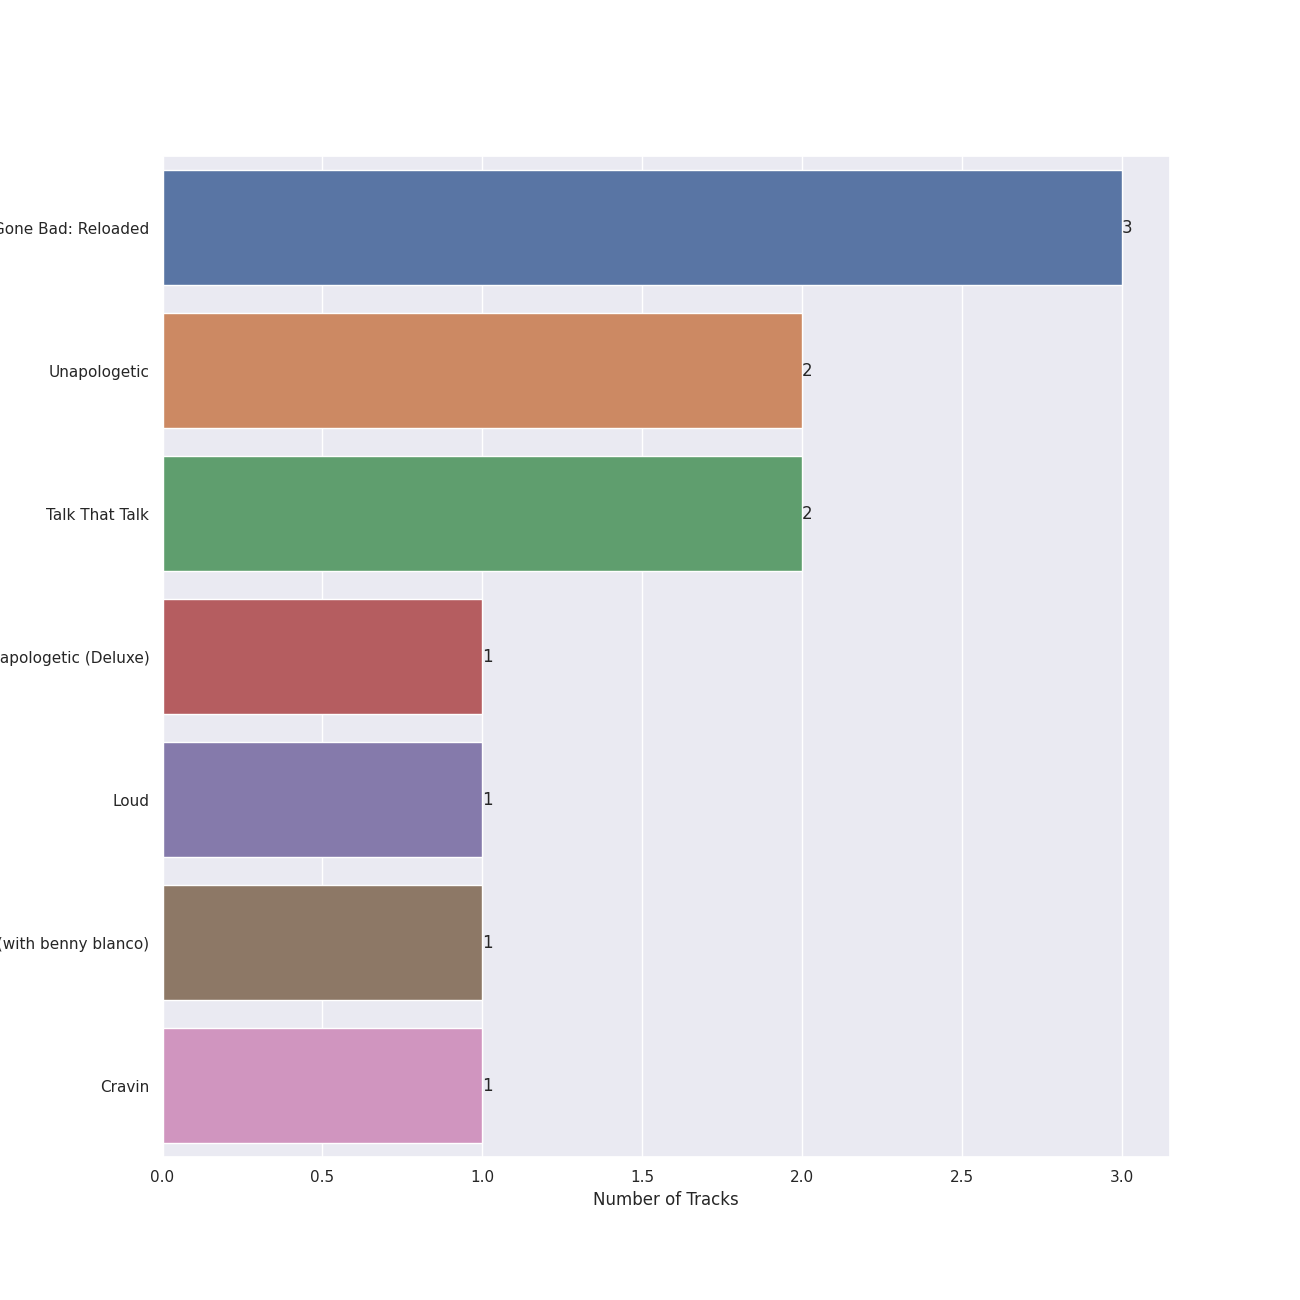 Gone Bad: Reloaded
3
Unapologetic
2
Talk That Talk
2
apologetic (Deluxe)
1
Loud
1
(with benny blanco)
1
Cravin
1
0.0 0.5 1.0 1.5 2.0 2.5 3.0
Number of Tracks